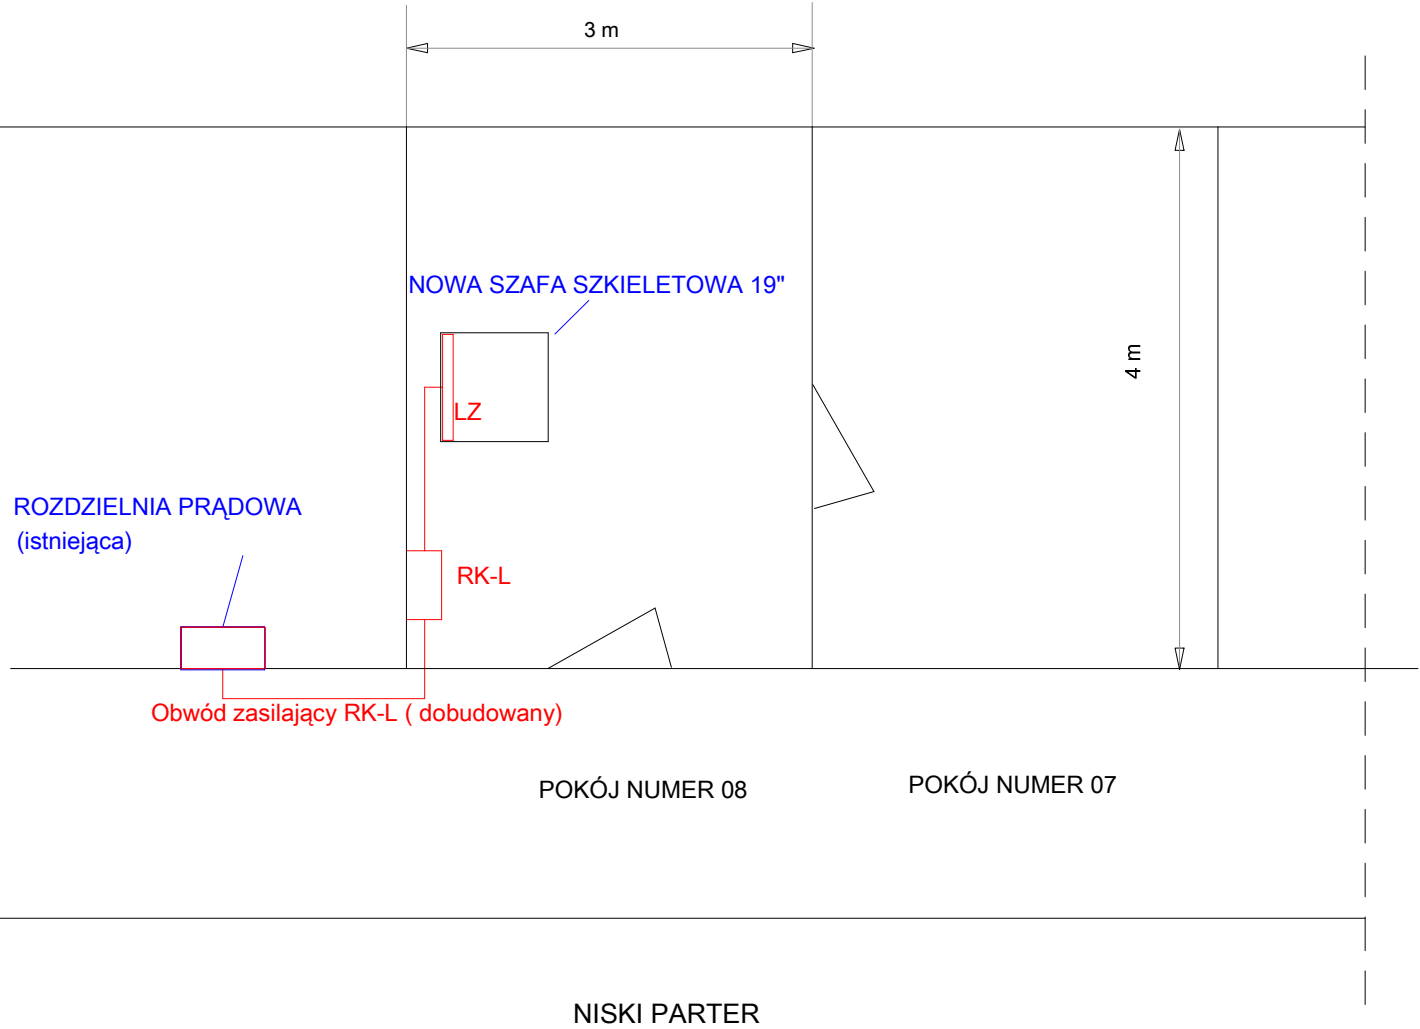 3 m
NOWA SZAFA SZKIELETOWA 19"
4 m
LZ
ROZDZIELNIA PRĄDOWA
(istniejąca)
RK-L
Obwód zasilający RK-L ( dobudowany)
POKÓJ NUMER 08
POKÓJ NUMER 07
NISKI PARTER